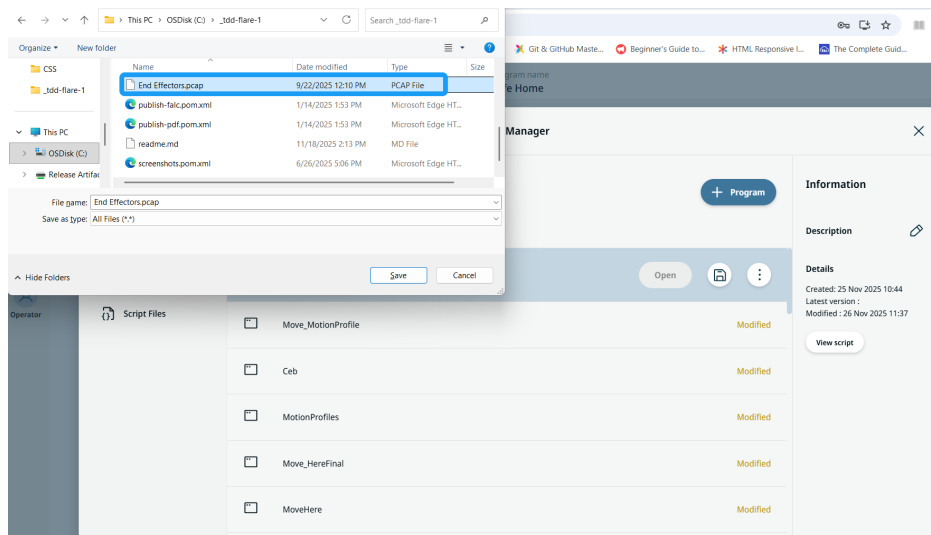 This PC > OSDisk (C:) > _tdd-flare-1
Search _tdd-flare-1
Organize
New folder
Name
Date modified
Type
Size
CSS
_tdd-flare-1
This PC
OSDisk (C:)
Release Artifac
End Effectors.pcap 9/22/2025 12:10 PM PCAP File
publish-falc.pom.xml 1/14/2025 1:53 PM Microsoft Edge HT...
publish-pdf.pom.xml 1/14/2025 1:53 PM Microsoft Edge HT...
readme.md 11/18/2025 2:13 PM MD File
screenshots.pom.xml 6/26/2025 5:06 PM Microsoft Edge HT...
File name: End Effectors.pcap
Save as type: All Files (*.*)
Hide Folders
Save
Cancel
Git & GitHub Maste...
Beginner's Guide to...
HTML Responsive I...
The Complete Guid...
gram name
e Home
Manager
+ Program
Open
Operator
Script Files
Move_MotionProfile Modified
Ceb Modified
MotionProfiles Modified
Move_HereFinal Modified
MoveHere Modified
Information
Description
Details
Created: 25 Nov 2025 10:44
Latest version :
Modified : 26 Nov 2025 11:37
View script